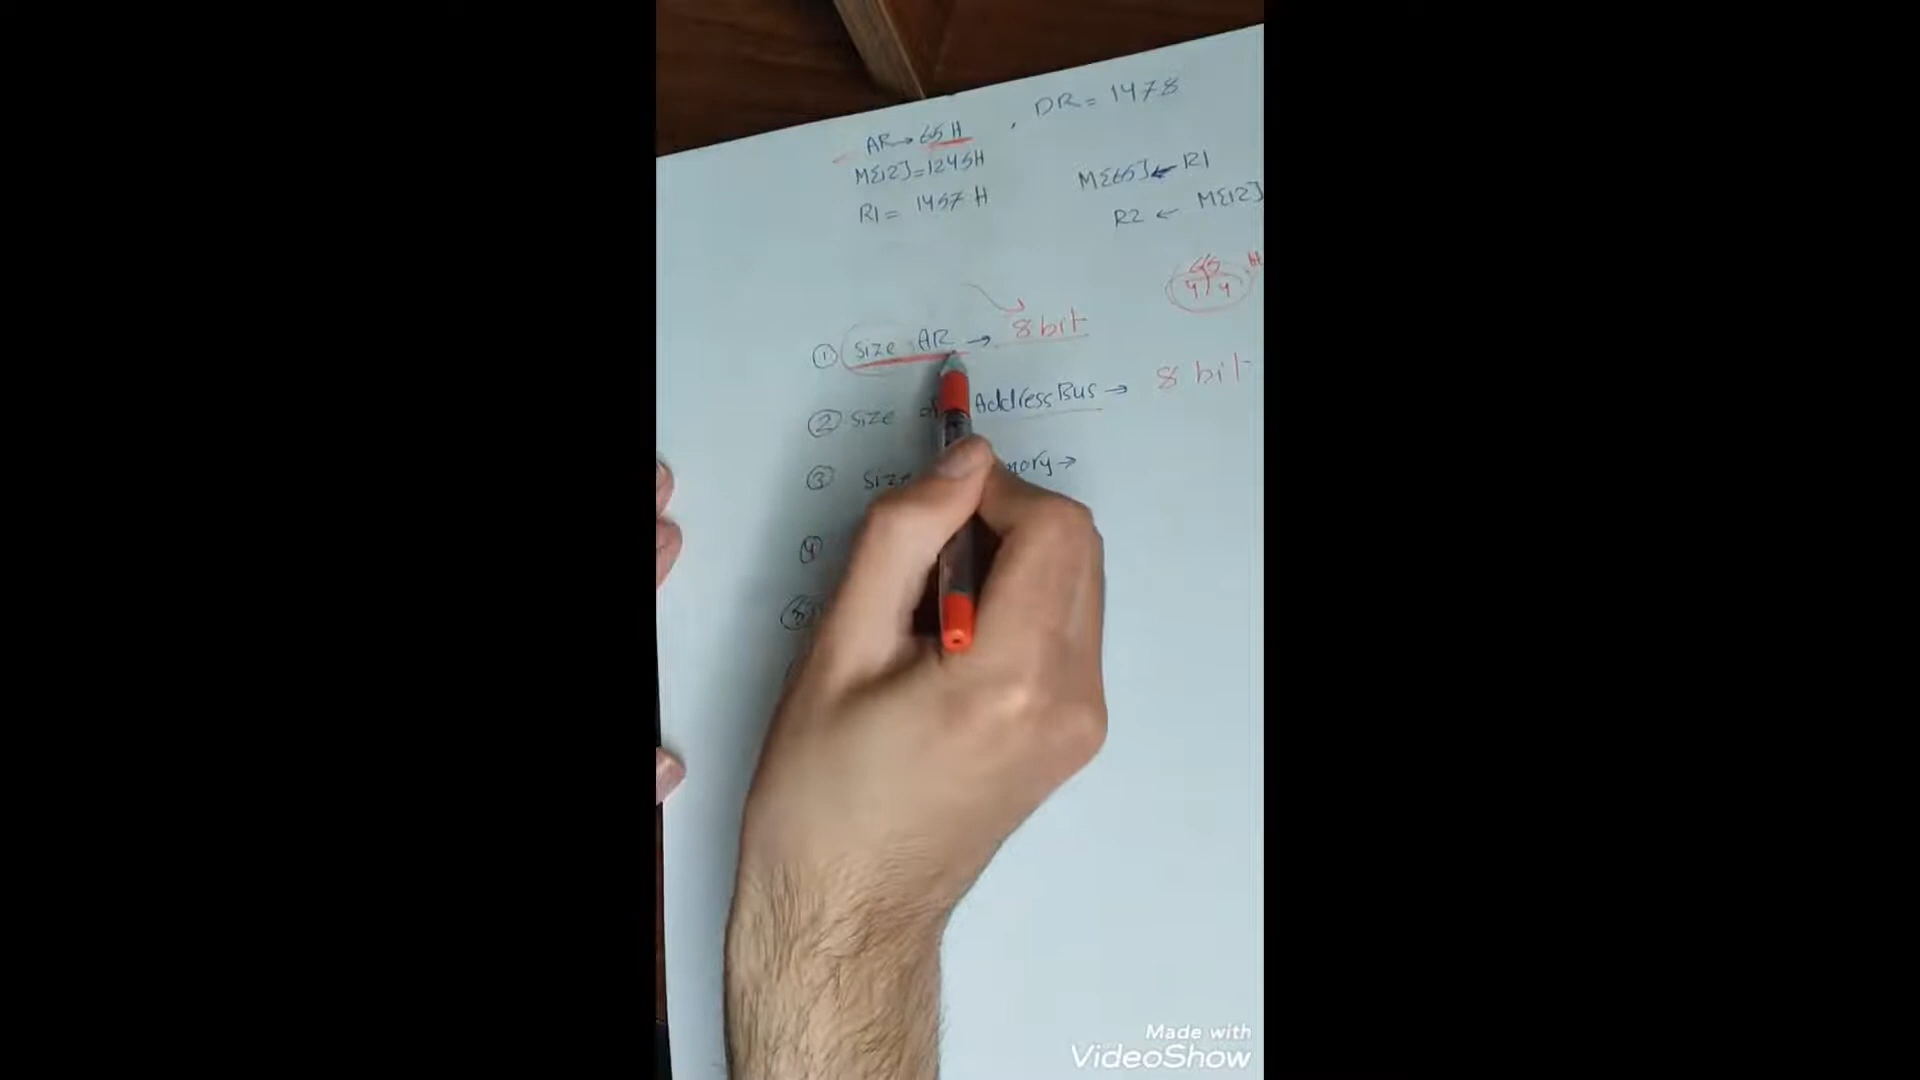 AR → 65 H , DR = 1478
M[12] = 1245H
R1 = 1457 H
M[65] ← R1
R2 ← M[12]
65 H
4 / 4
① Size AR → 8 bit
② Size of Address Bus → 8 bit
③ Size
④
⑤
Made with
VideoShow